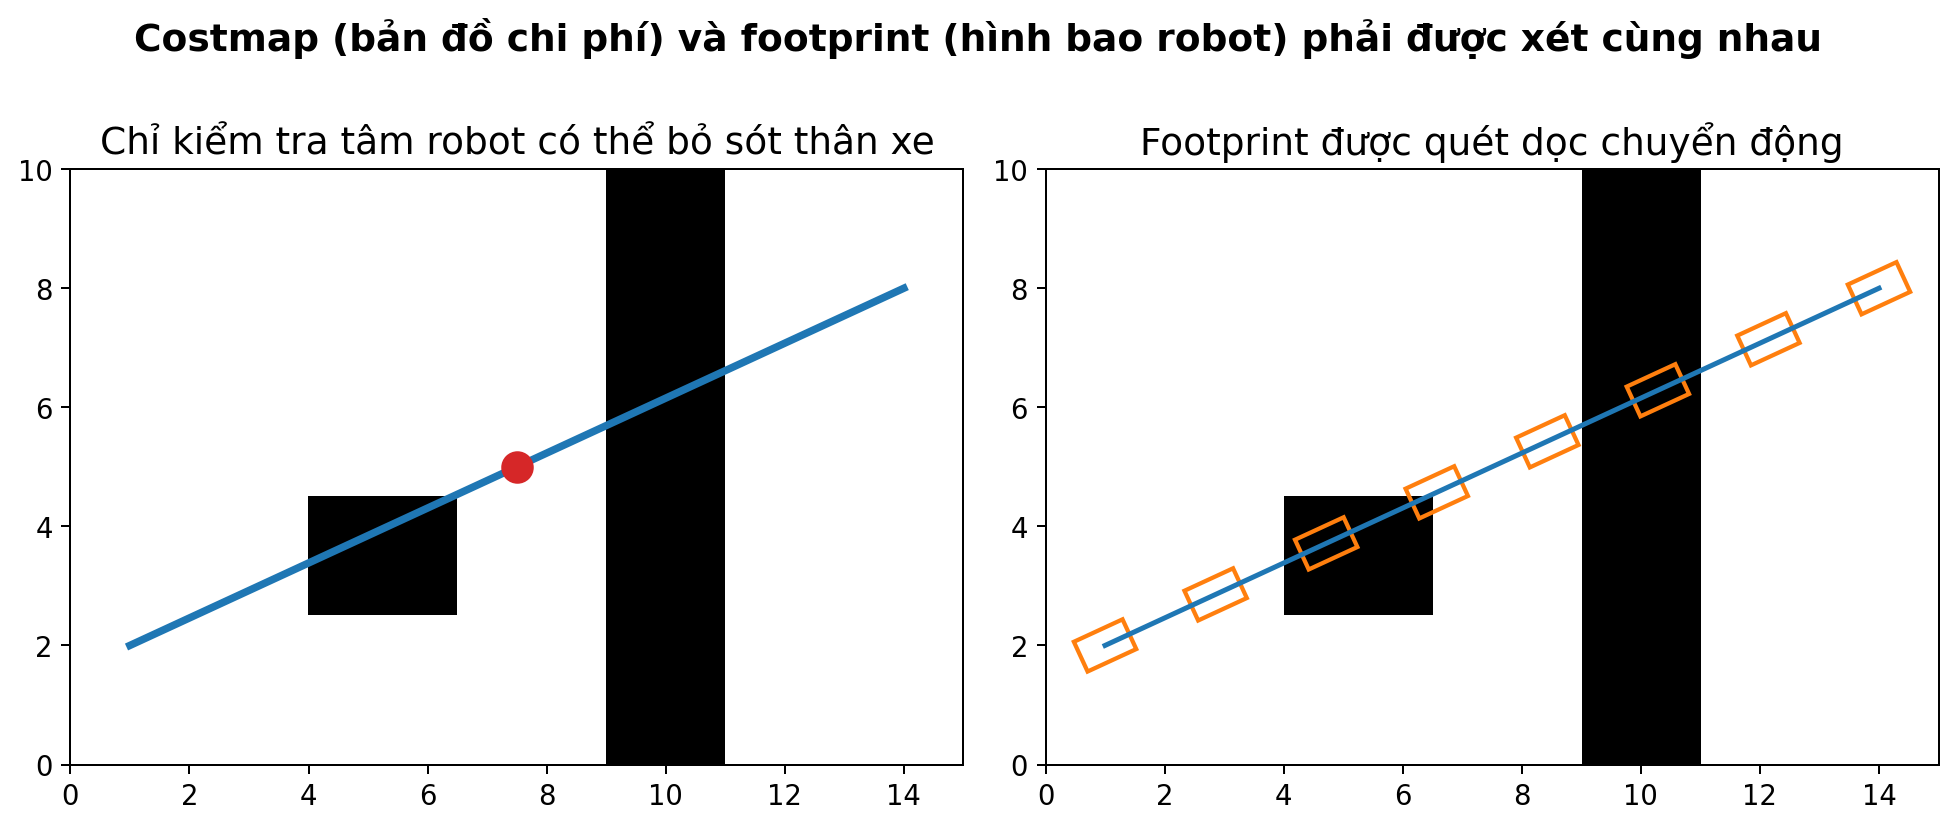 Costmap (bản đồ chi phí) và footprint (hình bao robot) phải được xét cùng nhau
Chỉ kiểm tra tâm robot có thể bỏ sót thân xe
10
8
6
4
2
0
0 2 4 6 8 10 12 14
Footprint được quét dọc chuyển động
10
8
6
4
2
0
0 2 4 6 8 10 12 14